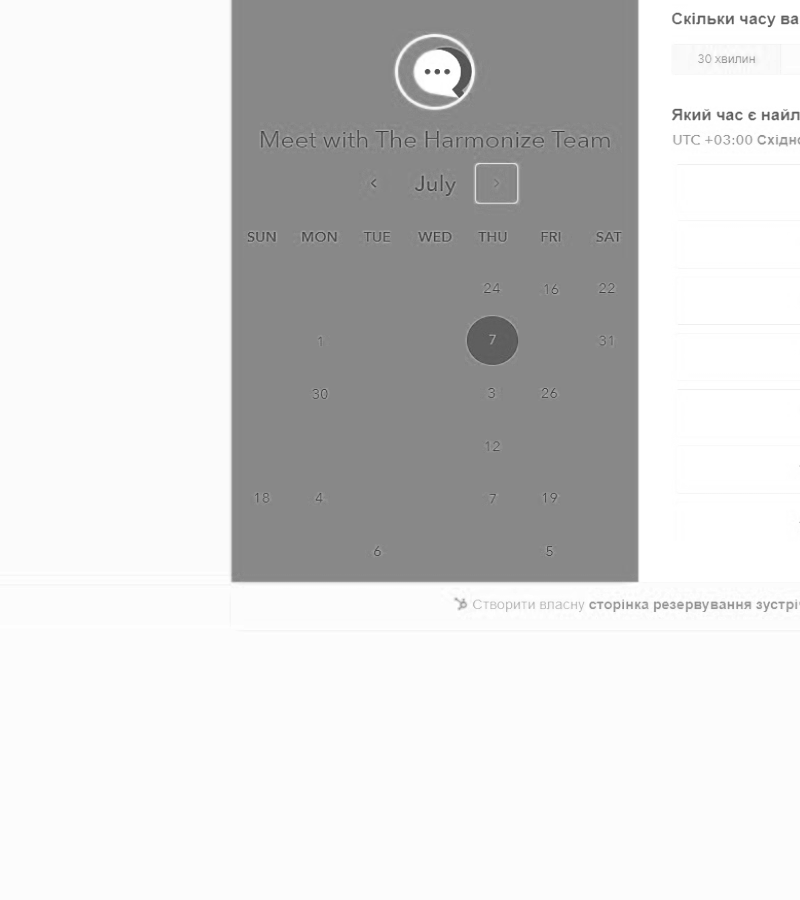 Скільки часу ва
30 хвилин
Який час є найл
UTC +03:00 Східно
Meet with The Harmonize Team
July
SUN MON TUE WED THU FRI SAT
24 16 22
1 7 31
30 3 26
12
18 4 7 19
6 5
Створити власну сторінка резервування зустріч